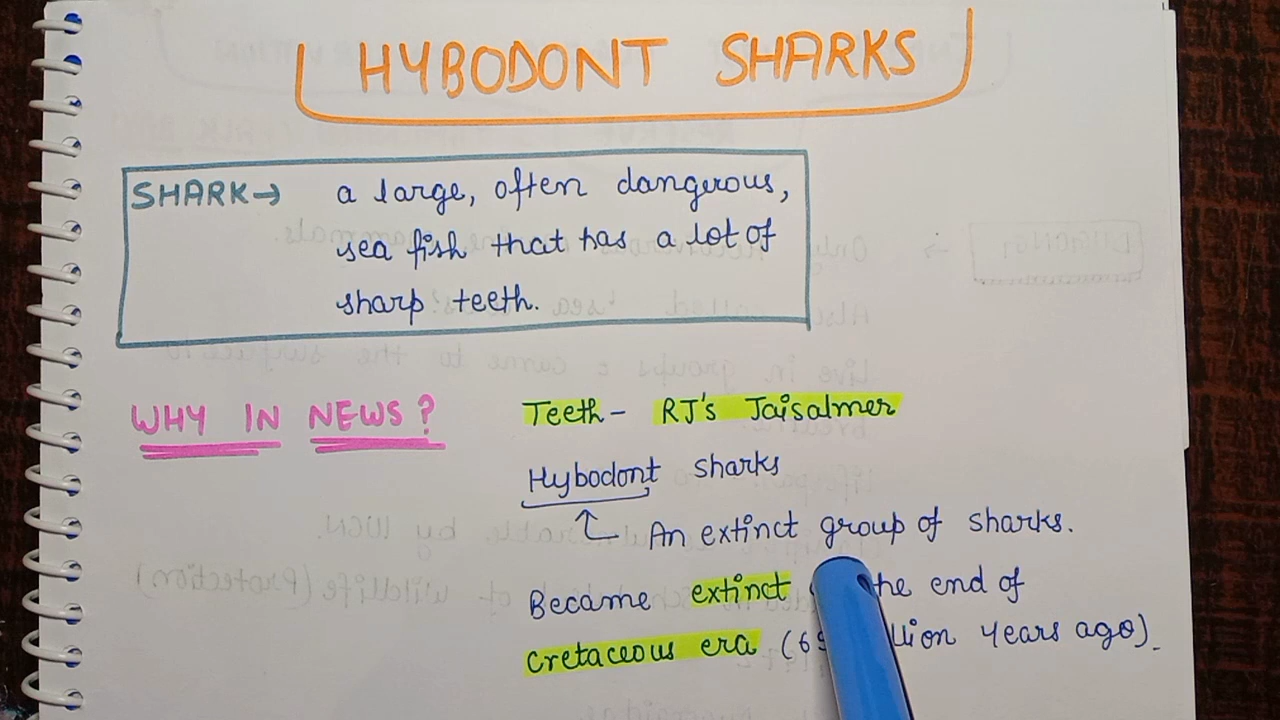 HYBODONT SHARKS
SHARK→ a large, often dangerous,
sea fish that has a lot of
sharp teeth.
WHY IN NEWS? Teeth- RJ's Jaisalmer
Hybodont sharks
An extinct group of sharks.
Became extinct the end of
cretaceous era (6 years ago).